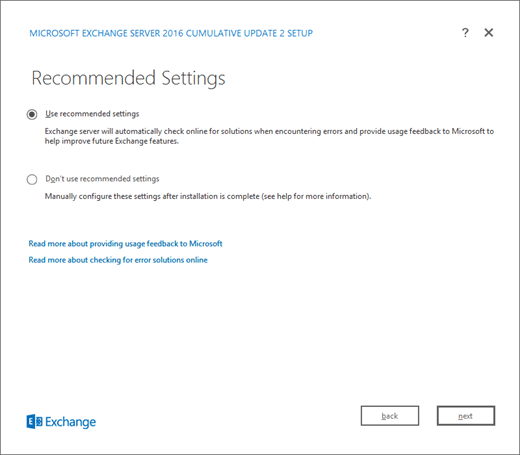 MICROSOFT EXCHANGE SERVER 2016 CUMULATIVE UPDATE 2 SETUP
?
Recommended Settings
Use recommended settings
Exchange server will automatically check online for solutions when encountering errors and provide usage feedback to Microsoft to
help improve future Exchange features.
Don't use recommended settings
Manually configure these settings after installation is complete (see help for more information).
Read more about providing usage feedback to Microsoft
Read more about checking for error solutions online
E Exchange
back
next